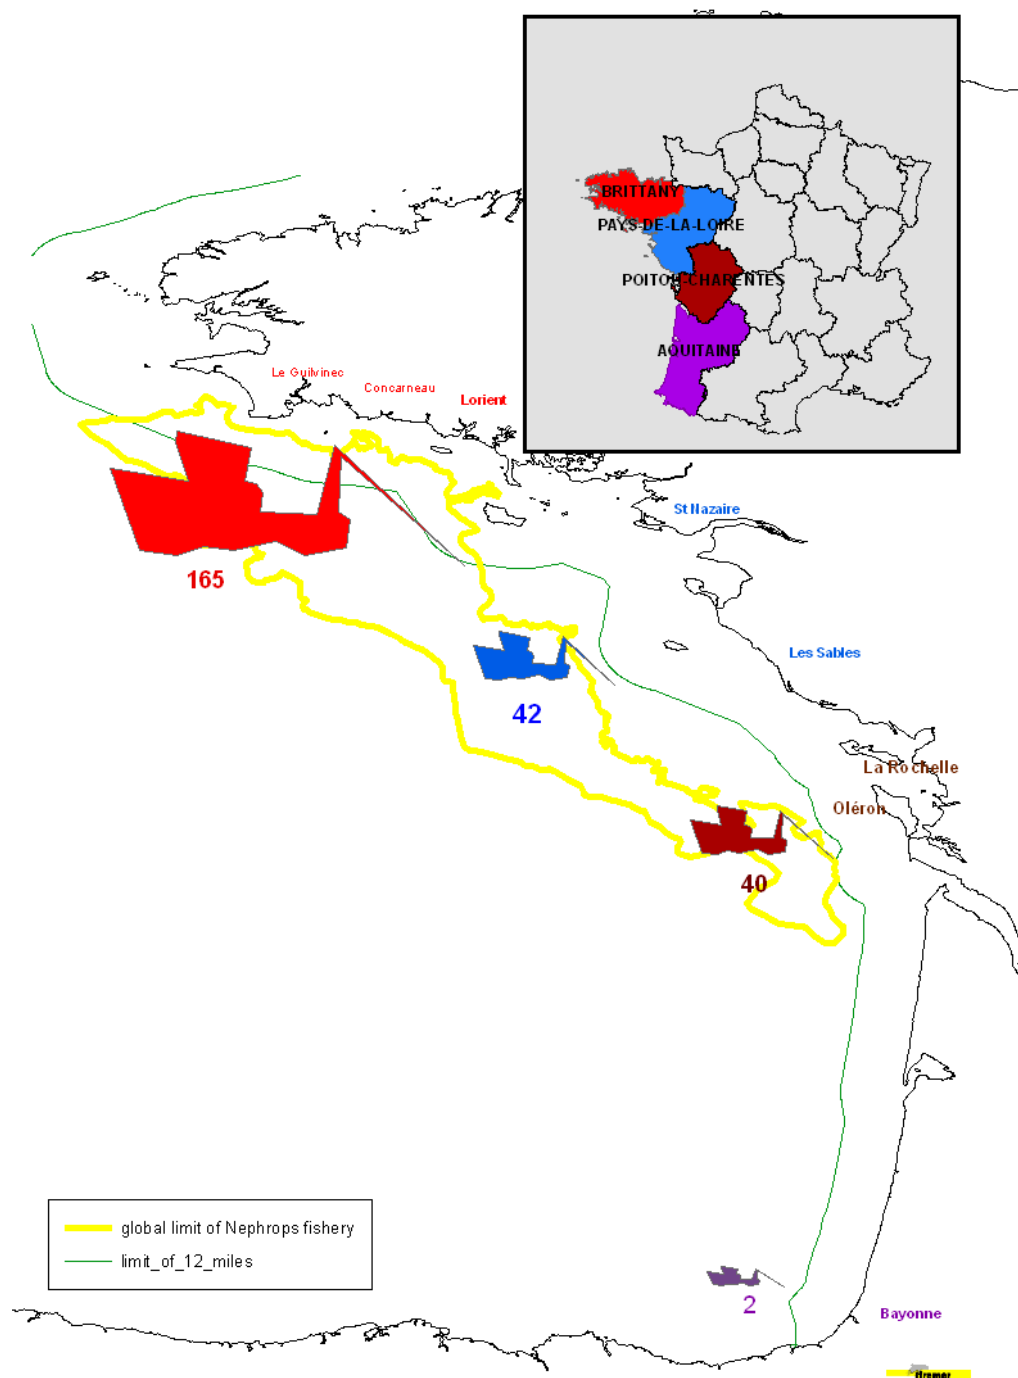 BRITTANY
PAYS-DE-LA-LOIRE
POITOU-CHARENTES
AQUITAINE
Le Guilvinec
Concarneau
Lorient
St Nazaire
165
Les Sables
42
La Rochelle
Oléron
40
global limit of Nephrops fishery
limit_of_12_miles
2
Bayonne